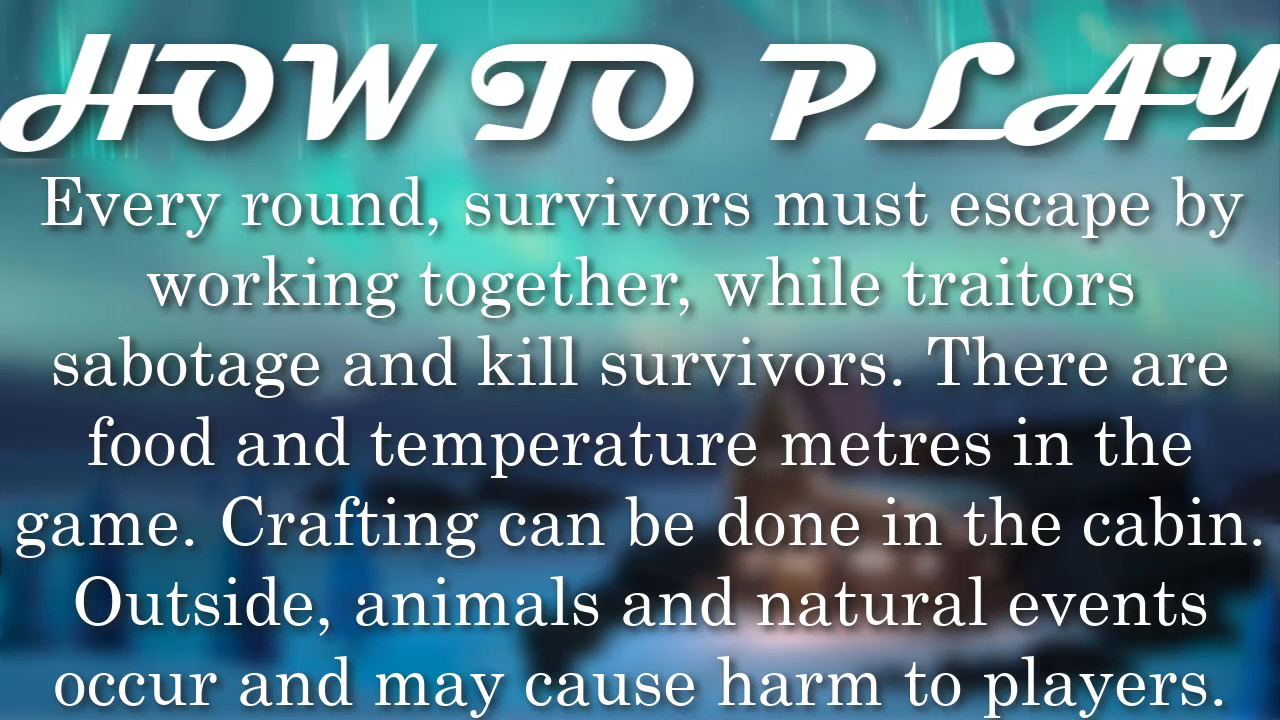 HOW TO PLAY
Every round, survivors must escape by
working together, while traitors
sabotage and kill survivors. There are
food and temperature metres in the
game. Crafting can be done in the cabin.
Outside, animals and natural events
occur and may cause harm to players.